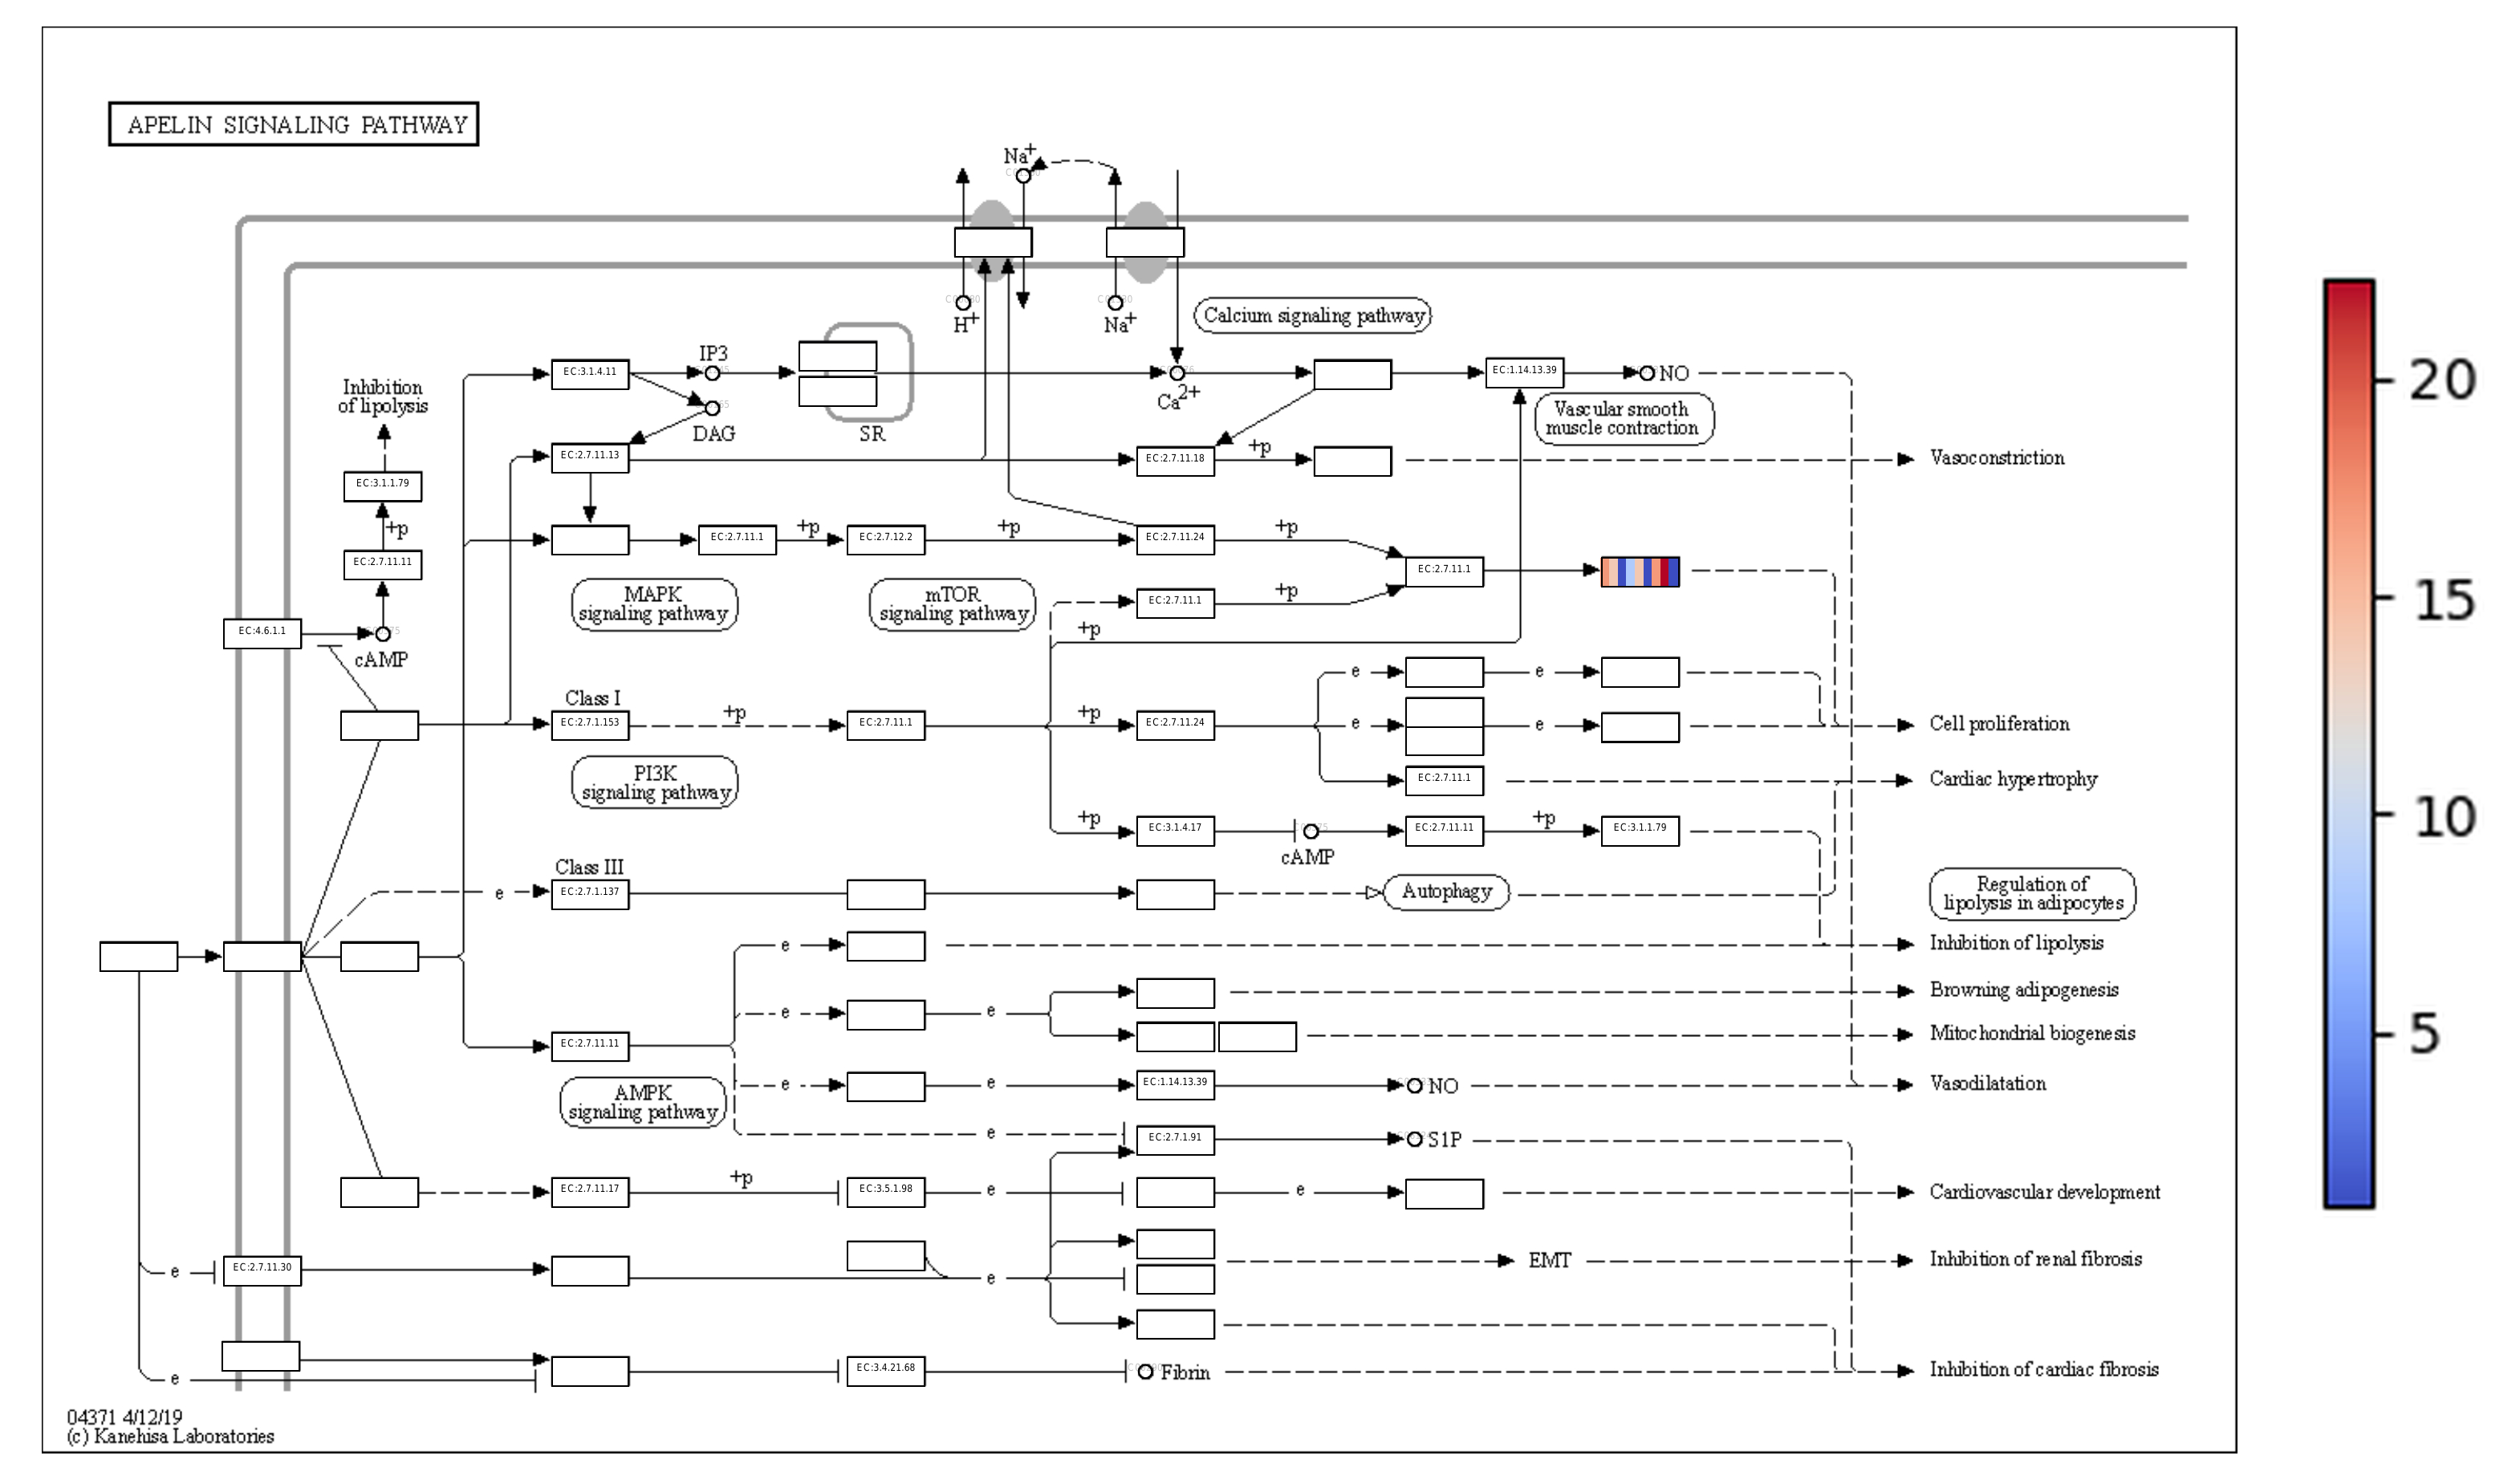 APELIN SIGNALING PATHWAY
Na+
H+
Na+
Calcium signaling pathway
20
Inhibition
of lipolysis
EC:3.1.4.11
IP3
DAG
SR
Ca2+
EC:1.14.13.39
NO
Vascular smooth
muscle contraction
EC:2.7.11.13
EC:2.7.11.18
+p
Vasoconstriction
EC:3.1.1.79
+p
EC:2.7.11.11
EC:2.7.11.1
+p
EC:2.7.12.2
+p
EC:2.7.11.24
+p
EC:2.7.11.1
MAPK
signaling pathway
mTOR
signaling pathway
EC:2.7.11.1
+p
+p
15
EC:4.6.1.1
cAMP
Class I
EC:2.7.1.153
+p
EC:2.7.11.1
+p
EC:2.7.11.24
e
e
e
e
Cell proliferation
PI3K
signaling pathway
EC:2.7.11.1
Cardiac hypertrophy
+p
EC:3.1.4.17
cAMP
EC:2.7.11.11
+p
EC:3.1.1.79
10
Class III
e
EC:2.7.1.137
Autophagy
Regulation of
lipolysis in adipocytes
e
Inhibition of lipolysis
e
e
Browning adipogenesis
Mitochondrial biogenesis
5
EC:2.7.11.11
AMPK
signaling pathway
e
e
EC:1.14.13.39
NO
Vasodilatation
e
EC:2.7.1.91
S1P
EC:2.7.11.17
+p
EC:3.5.1.98
e
e
Cardiovascular development
e
EC:2.7.11.30
e
EMT
Inhibition of renal fibrosis
e
EC:3.4.21.68
Fibrin
Inhibition of cardiac fibrosis
04371 4/12/19
(c) Kanehisa Laboratories